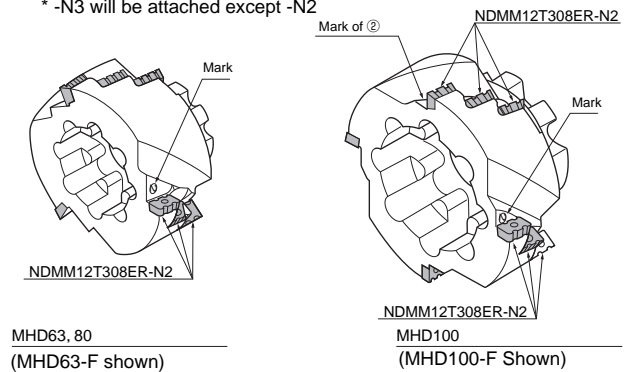 * -N3 will be attached except -N2
Mark
NDMM12T308ER-N2
MHD63, 80
(MHD63-F shown)
Mark of ②
NDMM12T308ER-N2
Mark
NDMM12T308ER-N2
MHD100
(MHD100-F Shown)